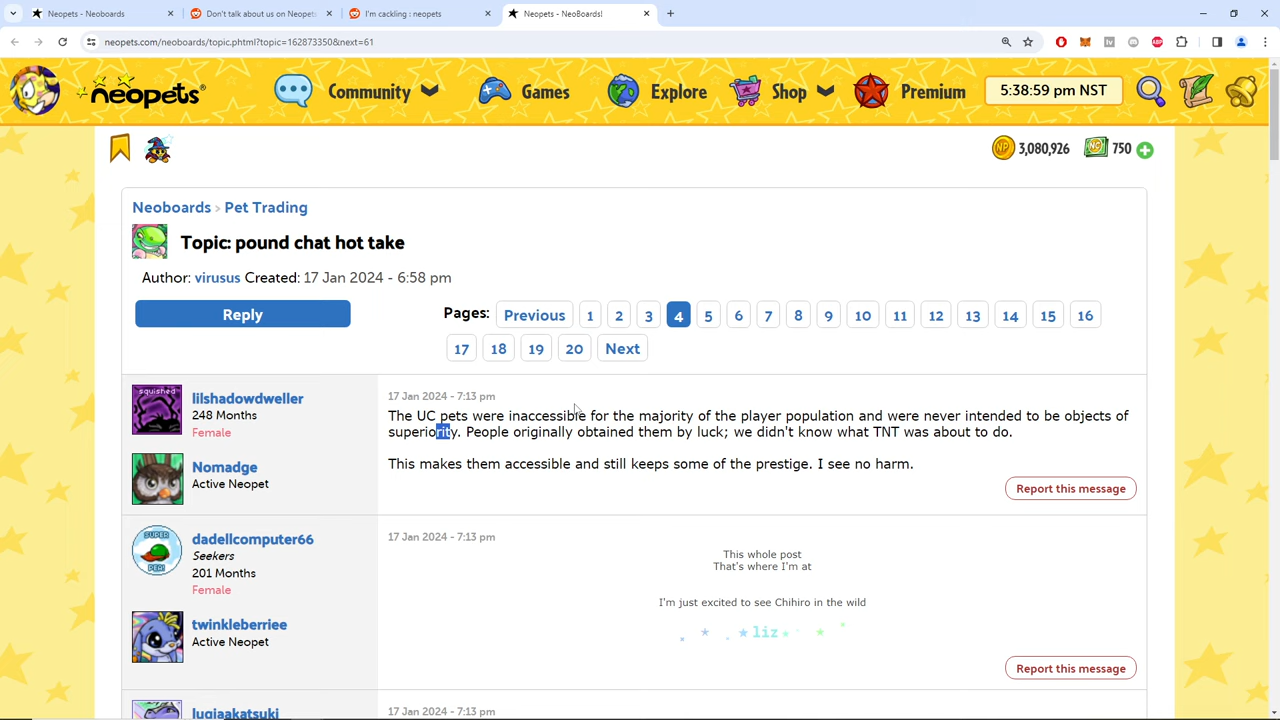 Neopets - Neoboards
Don't talk about us on Neopet
I'm cackling : neopets
Neopets - NeoBoards!
neopets.com/neoboards/topic.phtml?topic=162873350&next=61
neopets
Community
Games
Explore
Shop
Premium
5:38:59 pm NST
3,080,926
750
Neoboards > Pet Trading
Topic: pound chat hot take
Author: virusus Created: 17 Jan 2024 - 6:58 pm
Reply
Pages: Previous 1 2 3 4 5 6 7 8 9 10 11 12 13 14 15 16
17 18 19 20 Next
squished
lilshadowdweller
248 Months
Female
Nomadge
Active Neopet
17 Jan 2024 - 7:13 pm
The UC pets were inaccessible for the majority of the player population and were never intended to be objects of
superiority. People originally obtained them by luck; we didn't know what TNT was about to do.
This makes them accessible and still keeps some of the prestige. I see no harm.
Report this message
SUPER
PER!
dadellcomputer66
Seekers
201 Months
Female
twinkleberriee
Active Neopet
17 Jan 2024 - 7:13 pm
This whole post
That's where I'm at
I'm just excited to see Chihiro in the wild
liz
Report this message
lugiaakatsuki
17 Jan 2024 - 7:13 pm